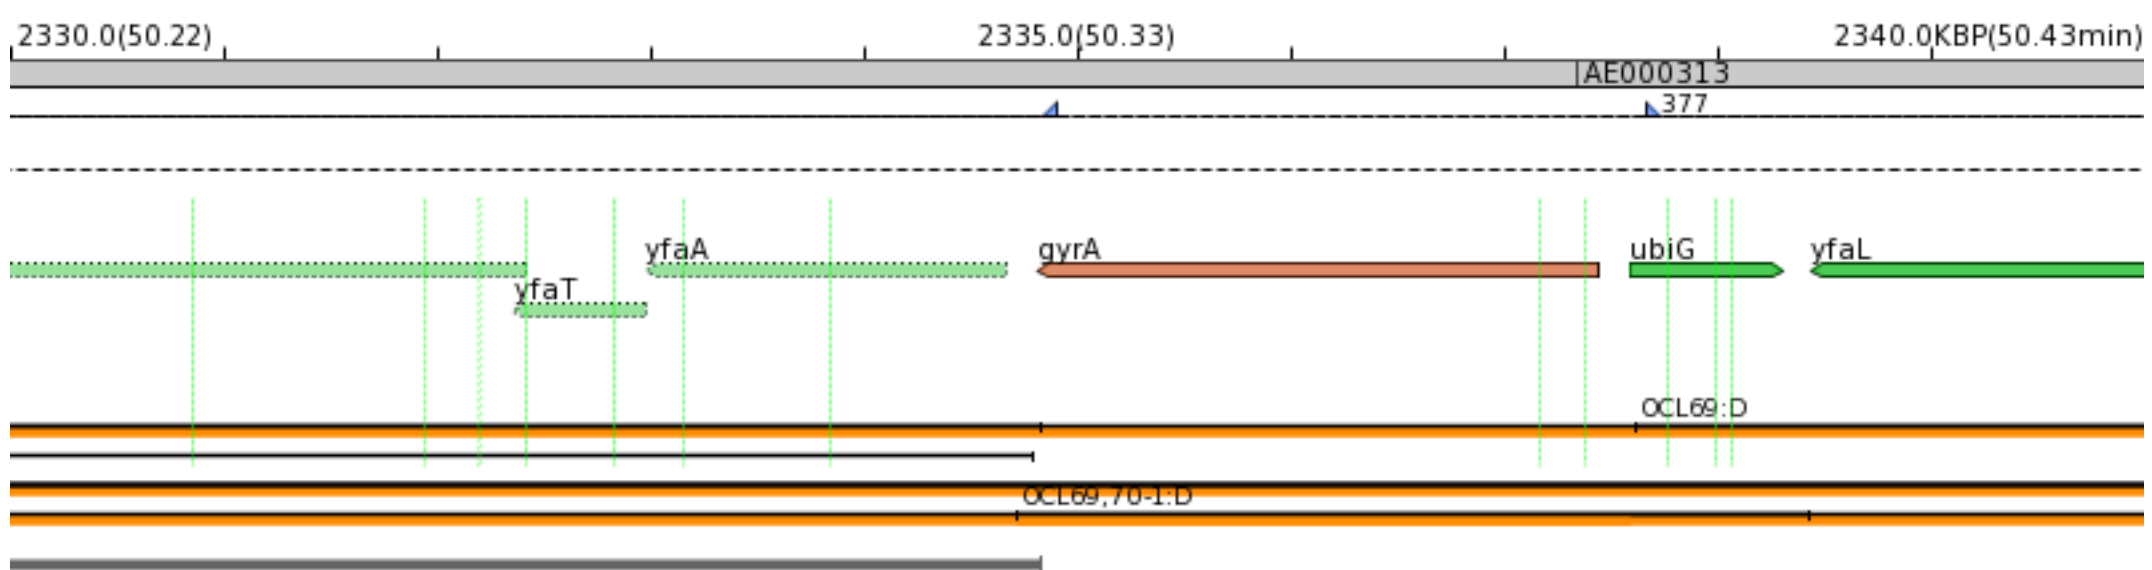 2330.0(50.22) 2335.0(50.33) 2340.0KBP(50.43min)
AE000313
377
yfaA gyrA ubiG yfaL
yfaT
OCL69:D
OCL69,70-1:D